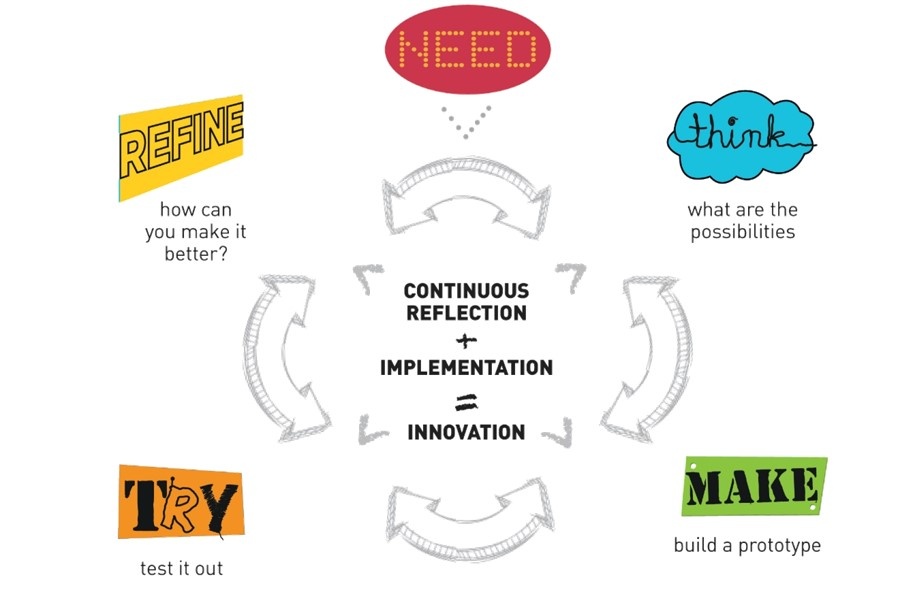 NEED
REFINE
how can
you make it
better?
think
what are the
possibilities
CONTINUOUS
REFLECTION
+
IMPLEMENTATION
=
INNOVATION
TRY
test it out
MAKE
build a prototype